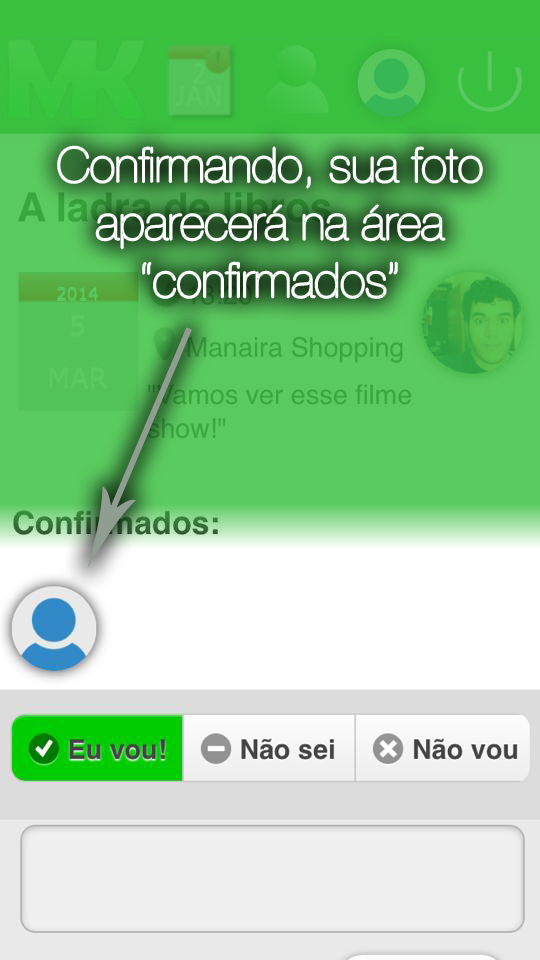 MK
2
JAN
Confirmando, sua foto
A ladra de libros
aparecerá na área
"confirmados"
2014
5
MAR
Manaira Shopping
"Vamos ver esse filme
show!"
Confirmados:
Eu vou!
Não sei
Não vou